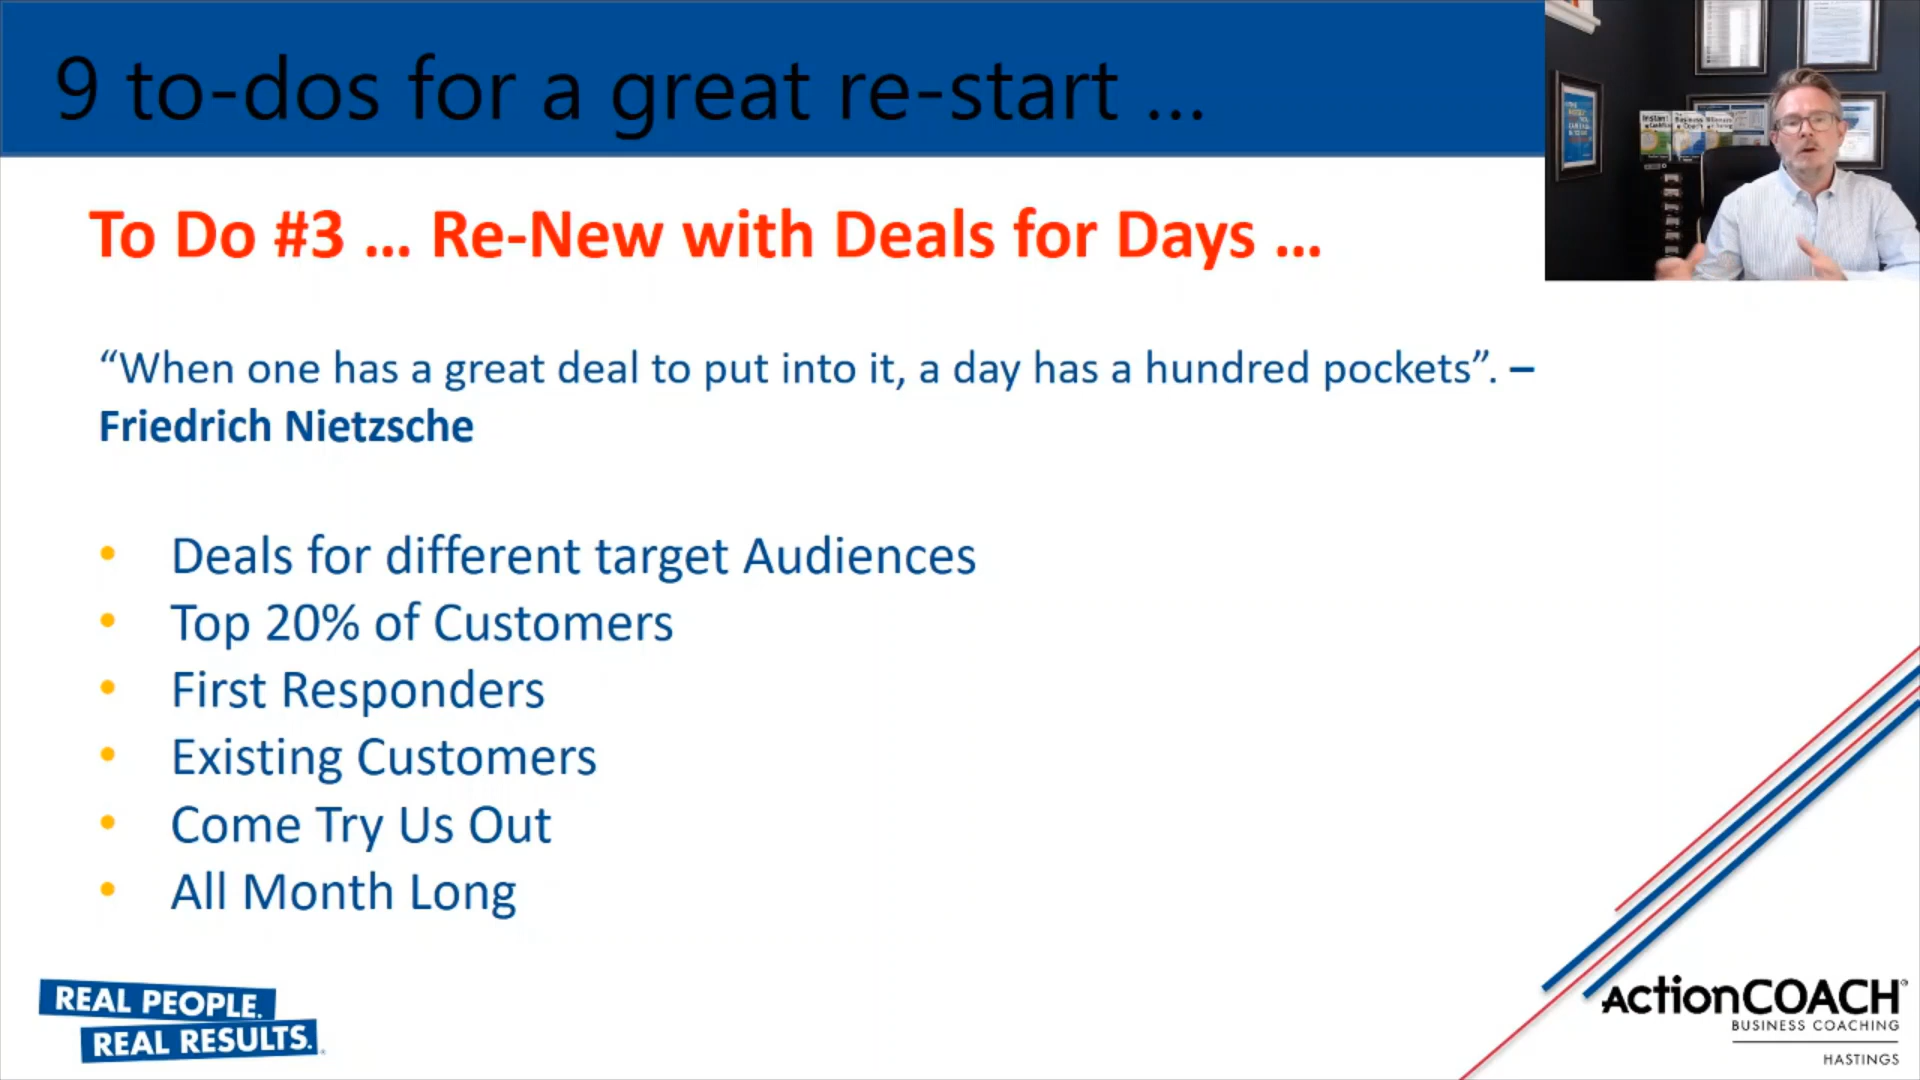 9 to-dos for a great re-start ...
To Do #3 ... Re-New with Deals for Days ...
“When one has a great deal to put into it, a day has a hundred pockets”. –
Friedrich Nietzsche
• Deals for different target Audiences
• Top 20% of Customers
• First Responders
• Existing Customers
• Come Try Us Out
• All Month Long
REAL PEOPLE.
REAL RESULTS.
ActionCOACH®
BUSINESS COACHING
HASTINGS
Instant